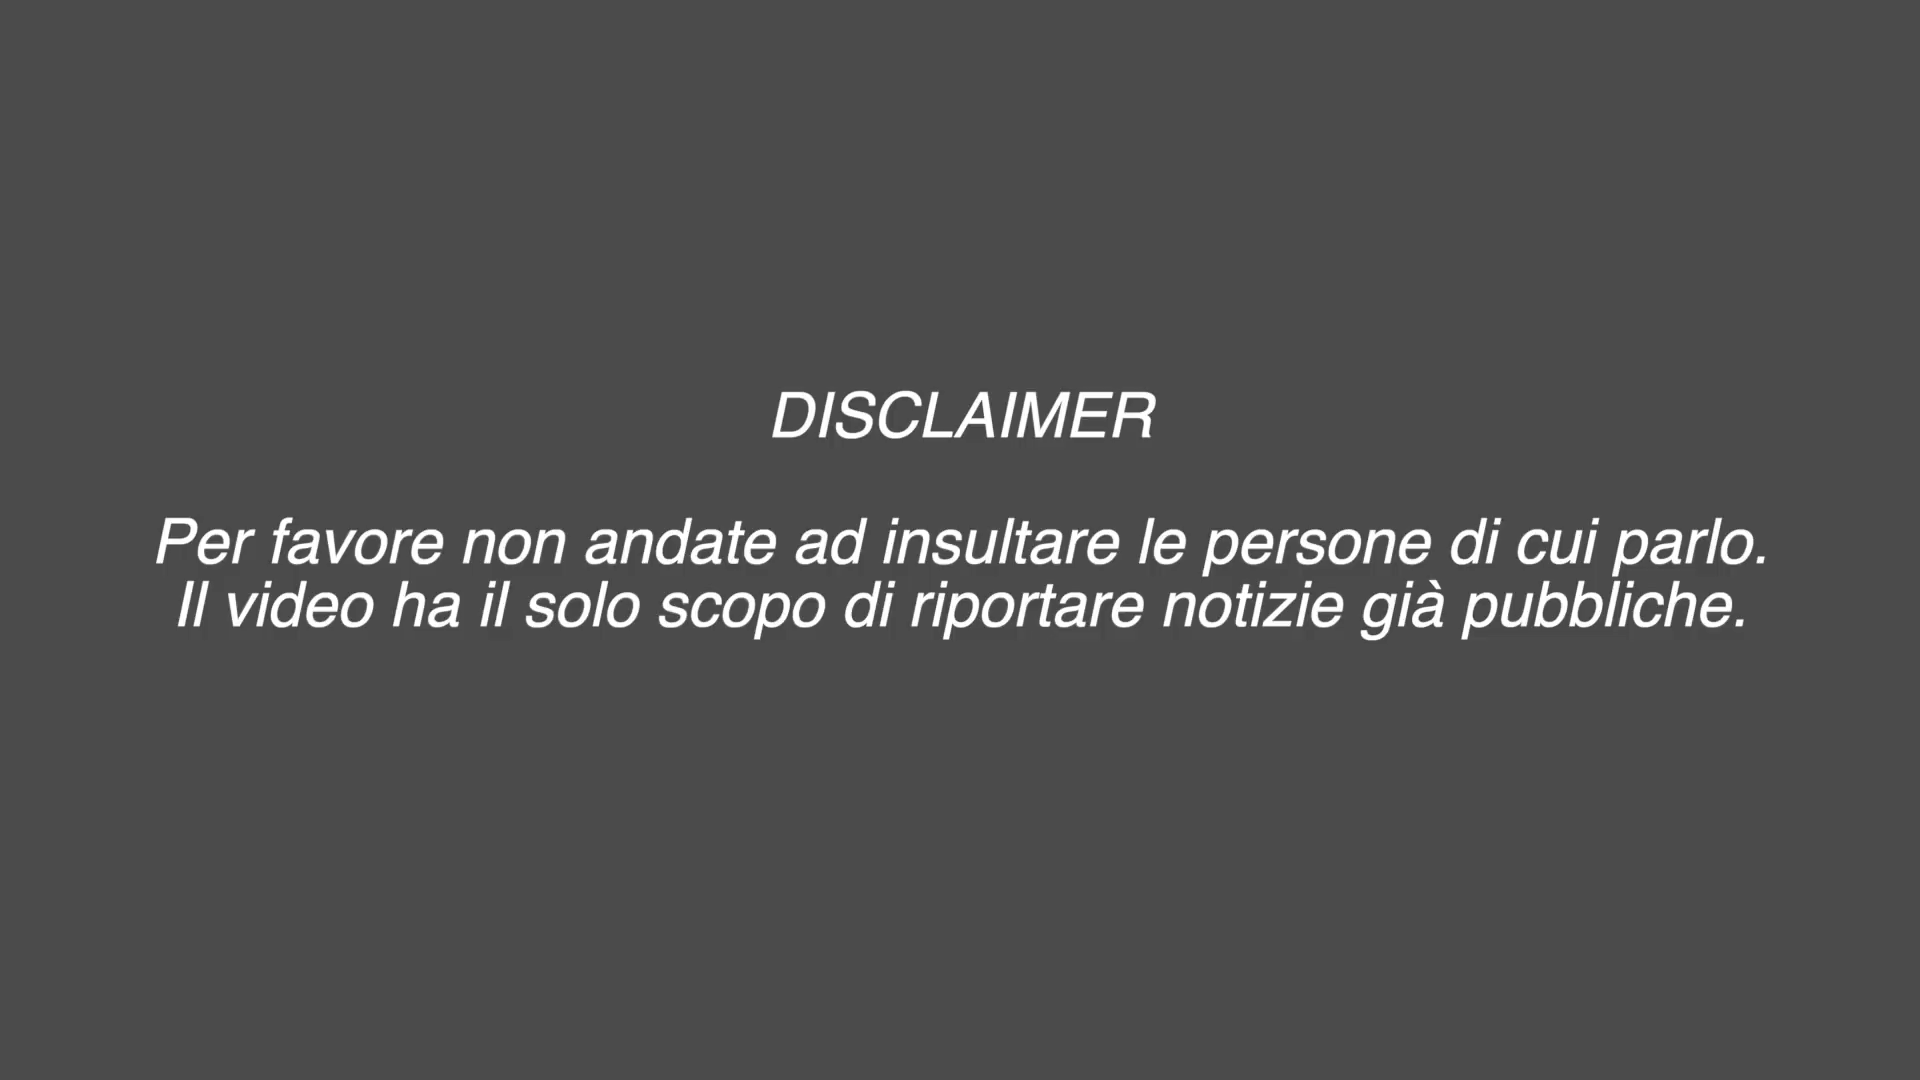 DISCLAIMER
Per favore non andate ad insultare le persone di cui parlo.
Il video ha il solo scopo di riportare notizie già pubbliche.